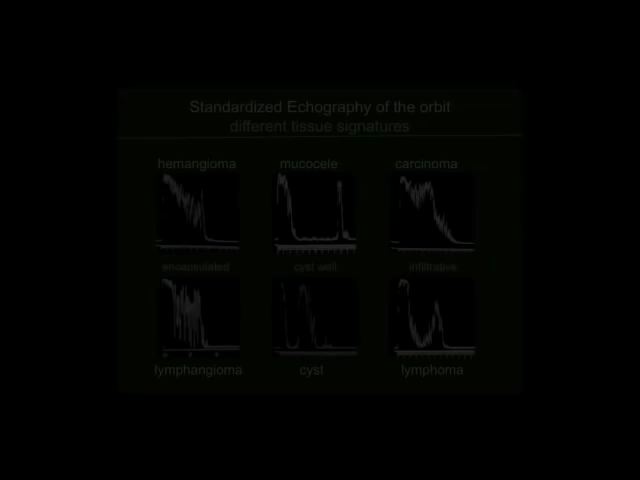 Standardized Echography of the orbit
different tissue signatures
hemangioma mucocele carcinoma
encapsulated cyst wall infiltrative
lymphangioma cyst lymphoma